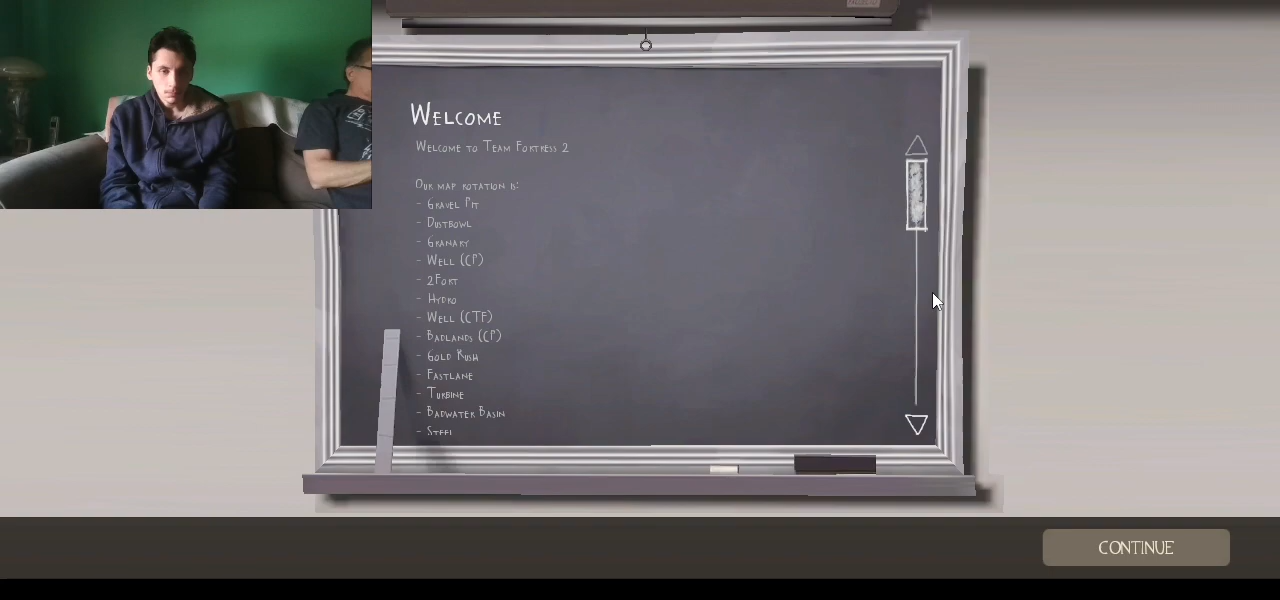 Welcome
Welcome to Team Fortress 2
Our map rotation is:
- Gravel Pit
- Dustbowl
- Granary
- Well (CP)
- 2Fort
- Hydro
- Well (CTF)
- Badlands (CP)
- Gold Rush
- Fastlane
- Turbine
- Badwater Basin
- Steel
CONTINUE